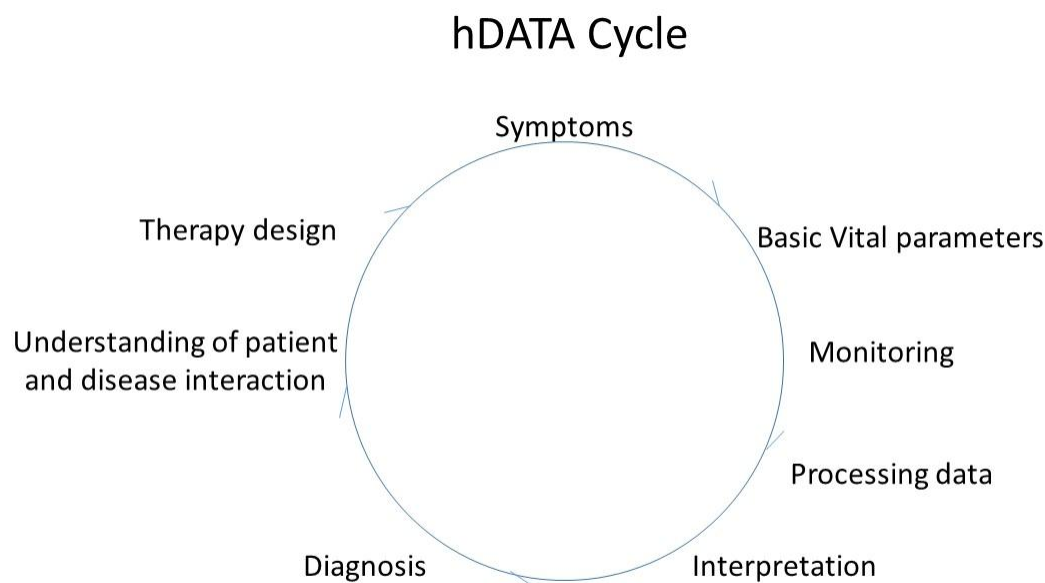 hDATA Cycle
Symptoms
Basic Vital parameters
Monitoring
Processing data
Interpretation
Diagnosis
Understanding of patient
and disease interaction
Therapy design